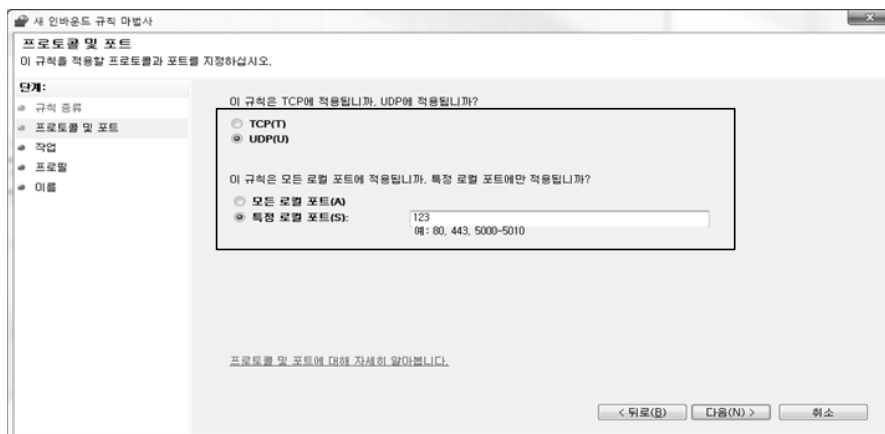 새 인바운드 규칙 마법사
프로토콜 및 포트
이 규칙을 적용할 프로토콜과 포트를 지정하십시오.
단계:
규칙 종류
프로토콜 및 포트
작업
프로필
이름
이 규칙은 TCP에 적용됩니까, UDP에 적용됩니까?
TCP(T)
UDP(U)
이 규칙은 모든 로컬 포트에 적용됩니까, 특정 로컬 포트에만 적용됩니까?
모든 로컬 포트(A)
특정 로컬 포트(S): 123
예: 80, 443, 5000-5010
프로토콜 및 포트에 대해 자세히 알아봅니다.
< 뒤로(B) 다음(N) > 취소